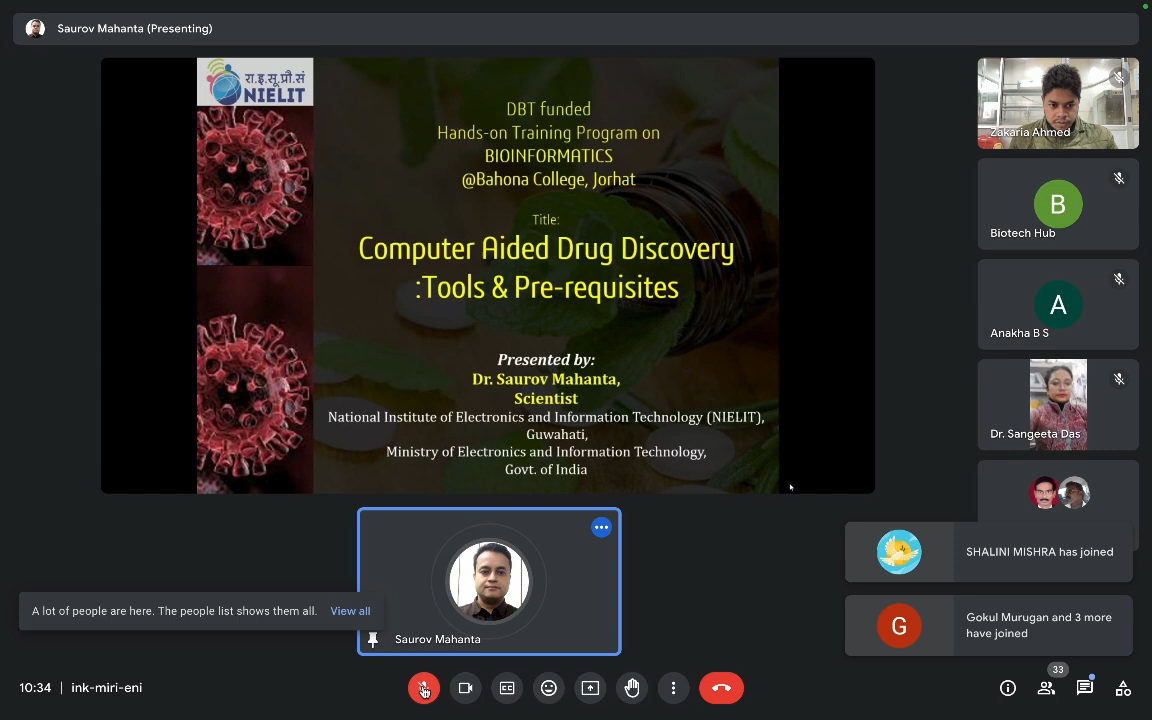 Saurov Mahanta (Presenting)
रा.इ.सू.प्रौ.सं
NIELIT
DBT funded
Hands-on Training Program on
BIOINFORMATICS
@Bahona College, Jorhat
Title:
Computer Aided Drug Discovery
:Tools & Pre-requisites
Presented by:
Dr. Saurov Mahanta,
Scientist
National Institute of Electronics and Information Technology (NIELIT),
Guwahati,
Ministry of Electronics and Information Technology,
Govt. of India
Zakaria Ahmed
B
Biotech Hub
A
Anakha B S
Dr. Sangeeta Das
SHALINI MISHRA has joined
G
Gokul Murugan and 3 more
have joined
A lot of people are here. The people list shows them all. View all
Saurov Mahanta
10:34 | ink-miri-eni
CC
33